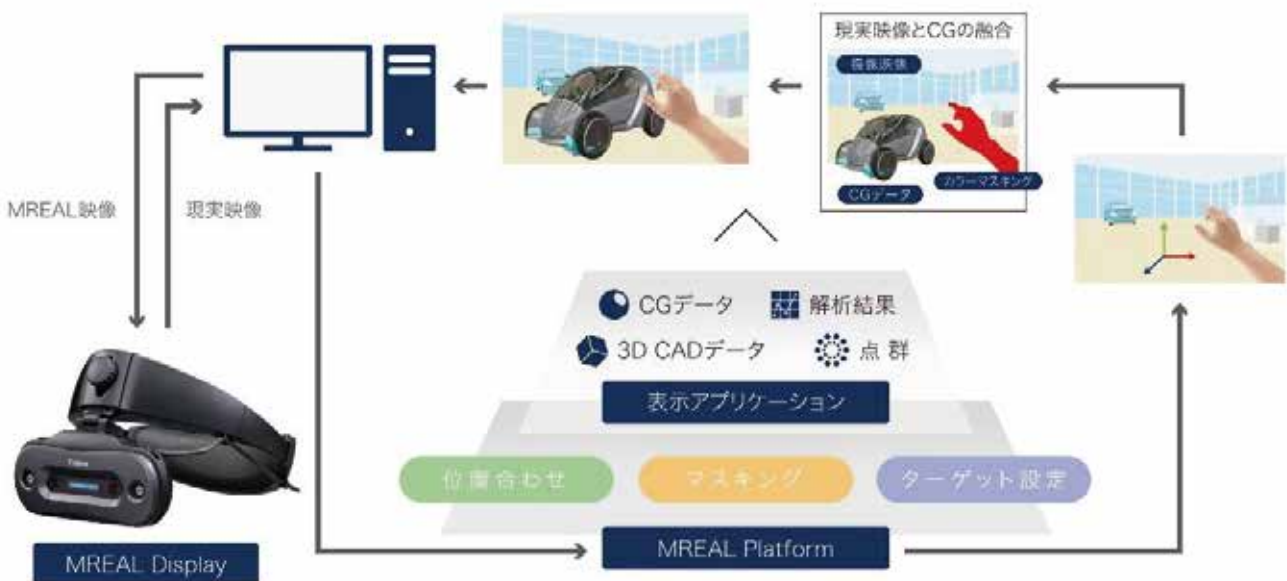 現実映像とCGの融合
撮像映像
CGデータ
カラーマスキング
MREAL映像
現実映像
CGデータ
解析結果
3D CADデータ
点群
表示アプリケーション
位置合わせ
マスキング
ターゲット設定
MREAL Platform
MREAL Display